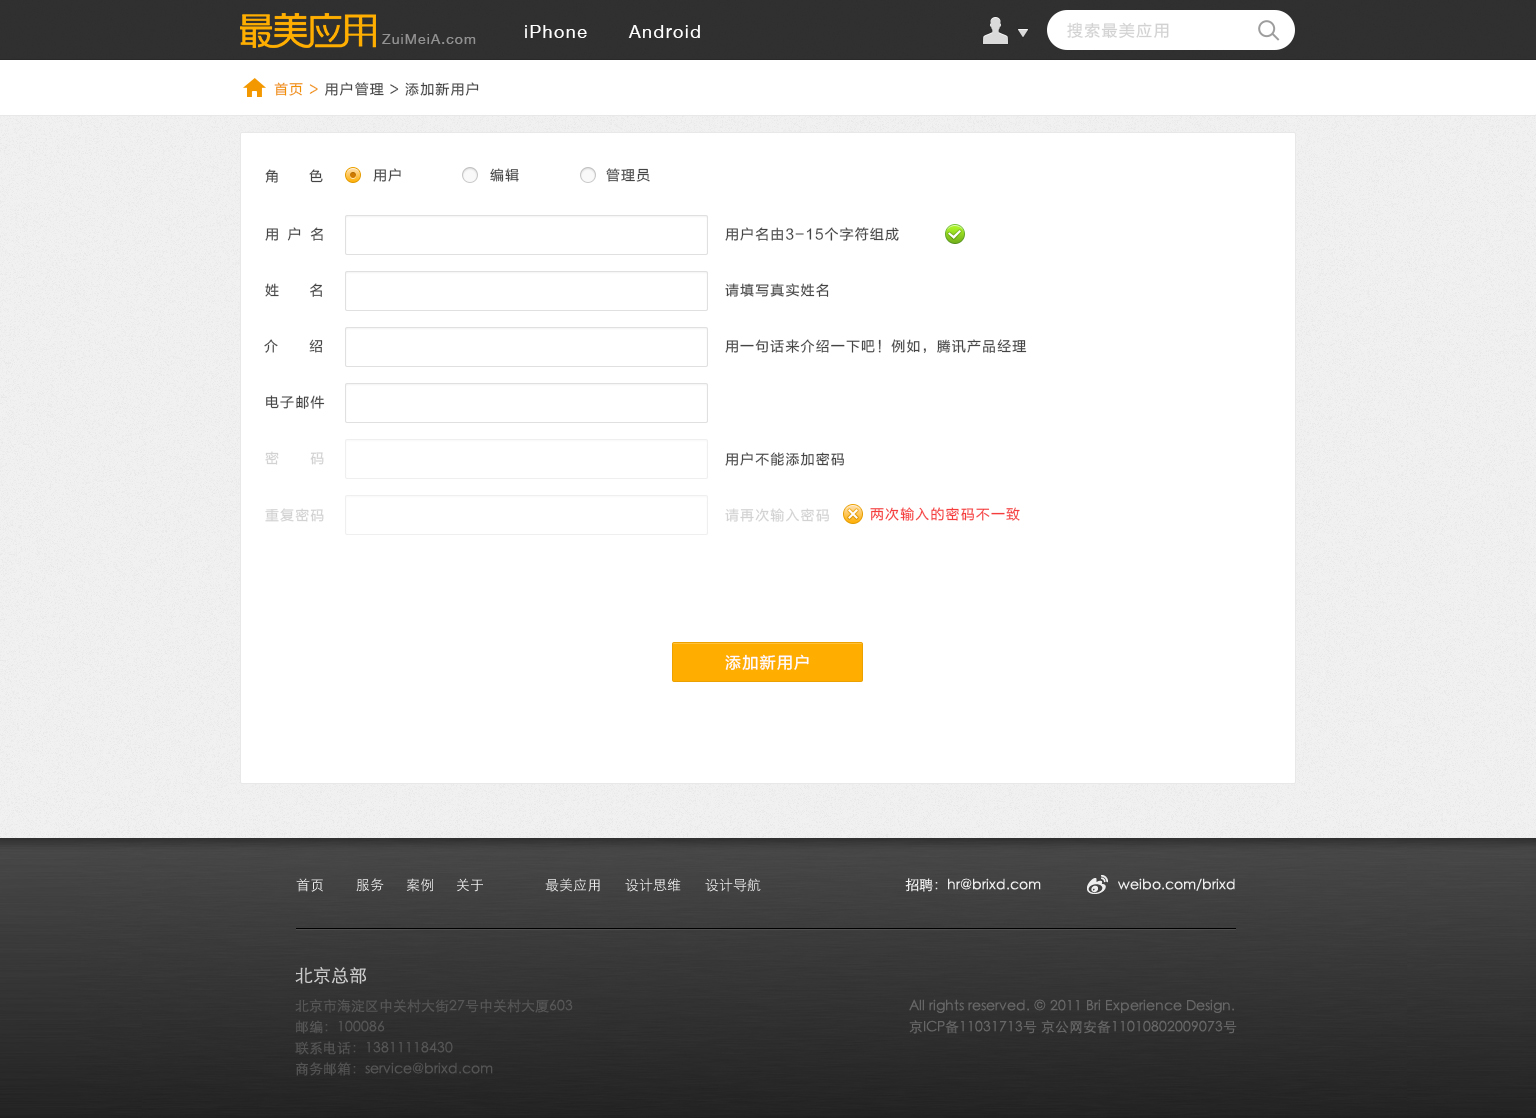 最美应用 ZuiMeiA.com iPhone Android 搜索最美应用
首页 > 用户管理 > 添加新用户
角 色 用户 编辑 管理员
用 户 名 用户名由3-15个字符组成
姓 名 请填写真实姓名
介 绍 用一句话来介绍一下吧！例如，腾讯产品经理
电子邮件
密 码 用户不能添加密码
重复密码 请再次输入密码 两次输入的密码不一致
添加新用户
首页 服务 案例 关于 最美应用 设计思维 设计导航 招聘：hr@brixd.com weibo.com/brixd
北京总部
北京市海淀区中关村大街27号中关村大厦603 All rights reserved. © 2011 Bri Experience Design.
邮编：100086 京ICP备11031713号 京公网安备11010802009073号
联系电话：13811118430
商务邮箱：service@brixd.com